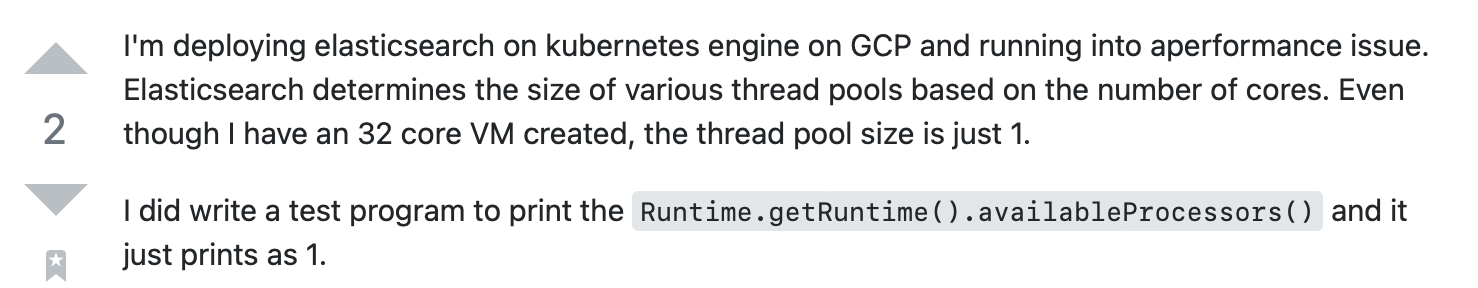 I'm deploying elasticsearch on kubernetes engine on GCP and running into aperformance issue.
Elasticsearch determines the size of various thread pools based on the number of cores. Even
2
though I have an 32 core VM created, the thread pool size is just 1.
I did write a test program to print the Runtime.getRuntime().availableProcessors() and it
just prints as 1.